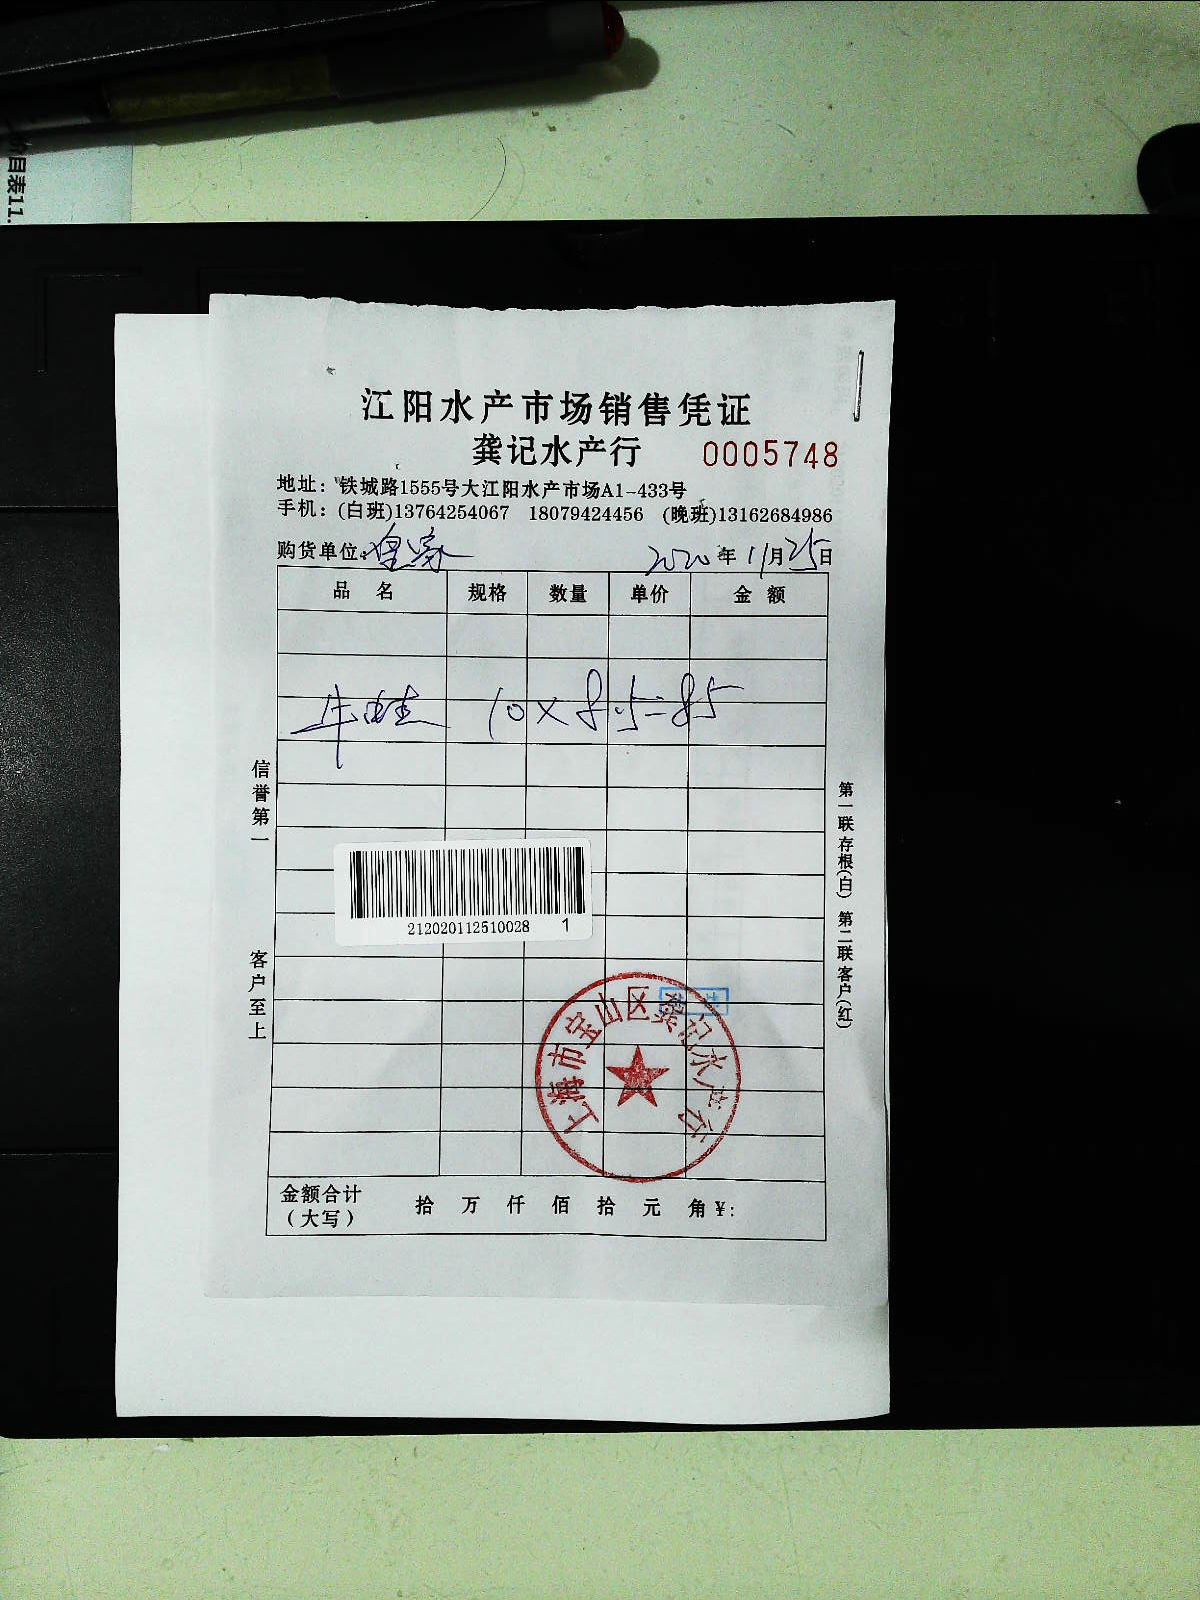 目表11.
江阳水产市场销售凭证
龚记水产行 0005748
地址：铁城路1555号大江阳水产市场A1-433号
手机：(白班)13764254067 18079424456 (晚班)13162684986
购货单位： 2020年11月25日
品 名 规格 数量 单价 金 额
牛蛙 10×8.5=85
信誉第一 客户至上
第一联存根(白) 第二联客户(红)
212020112510028 1
上海市宝山区龚记水产行
金额合计（大写） 拾 万 仟 佰 拾 元 角 ¥: